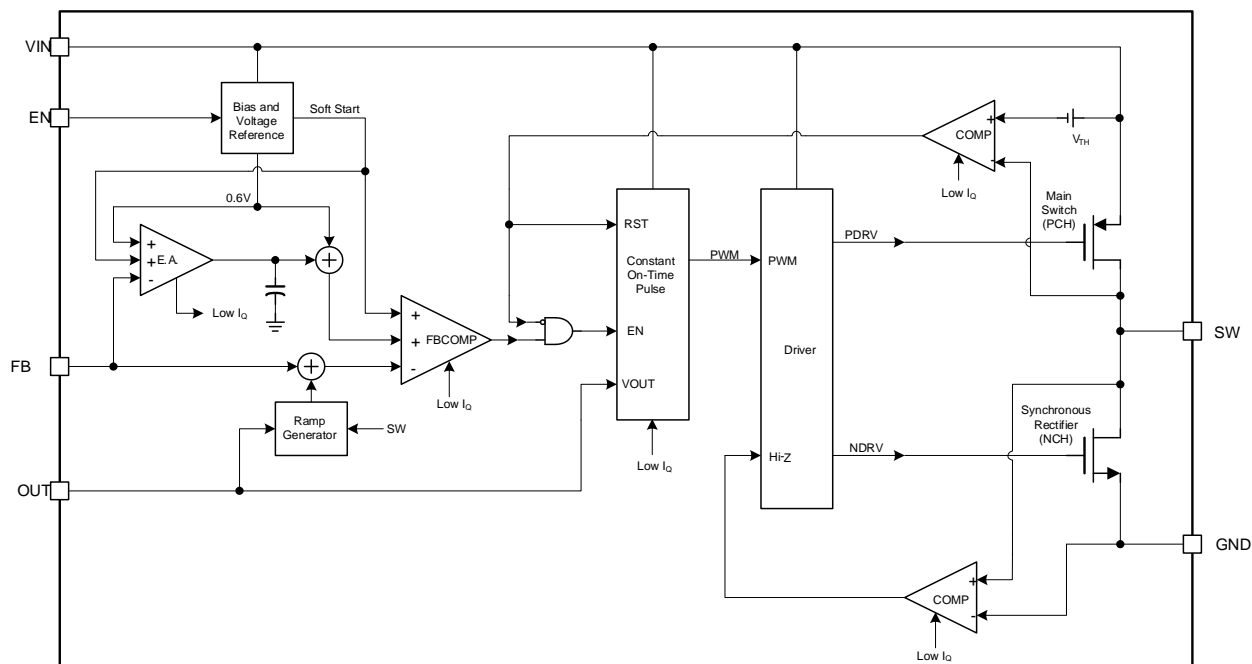 VIN
EN
Bias and
Voltage
Reference
Soft Start
+
COMP
-
VTH
Low IQ
0.6V
Main
Switch
(PCH)
RST
+
+
E.A.
-
+
PDRV
Constant
On-Time
Pulse
PWM
PWM
Low IQ
+
+
FBCOMP
-
EN
SW
Driver
FB
+
VOUT
Low IQ
Ramp
Generator
SW
Synchronous
Rectifier
(NCH)
NDRV
Hi-Z
Low IQ
OUT
GND
+
COMP
-
Low IQ